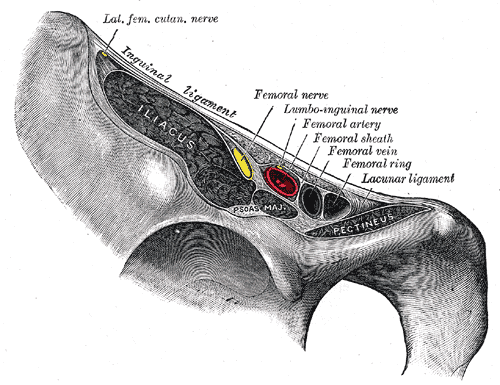 Lat. fem. cutan. nerve
Inguinal ligament
ILIACUS
Femoral nerve
Lumbo-inguinal nerve
Femoral artery
Femoral sheath
Femoral vein
Femoral ring
Lacunar ligament
PSOAS MAJ.
PECTINEUS